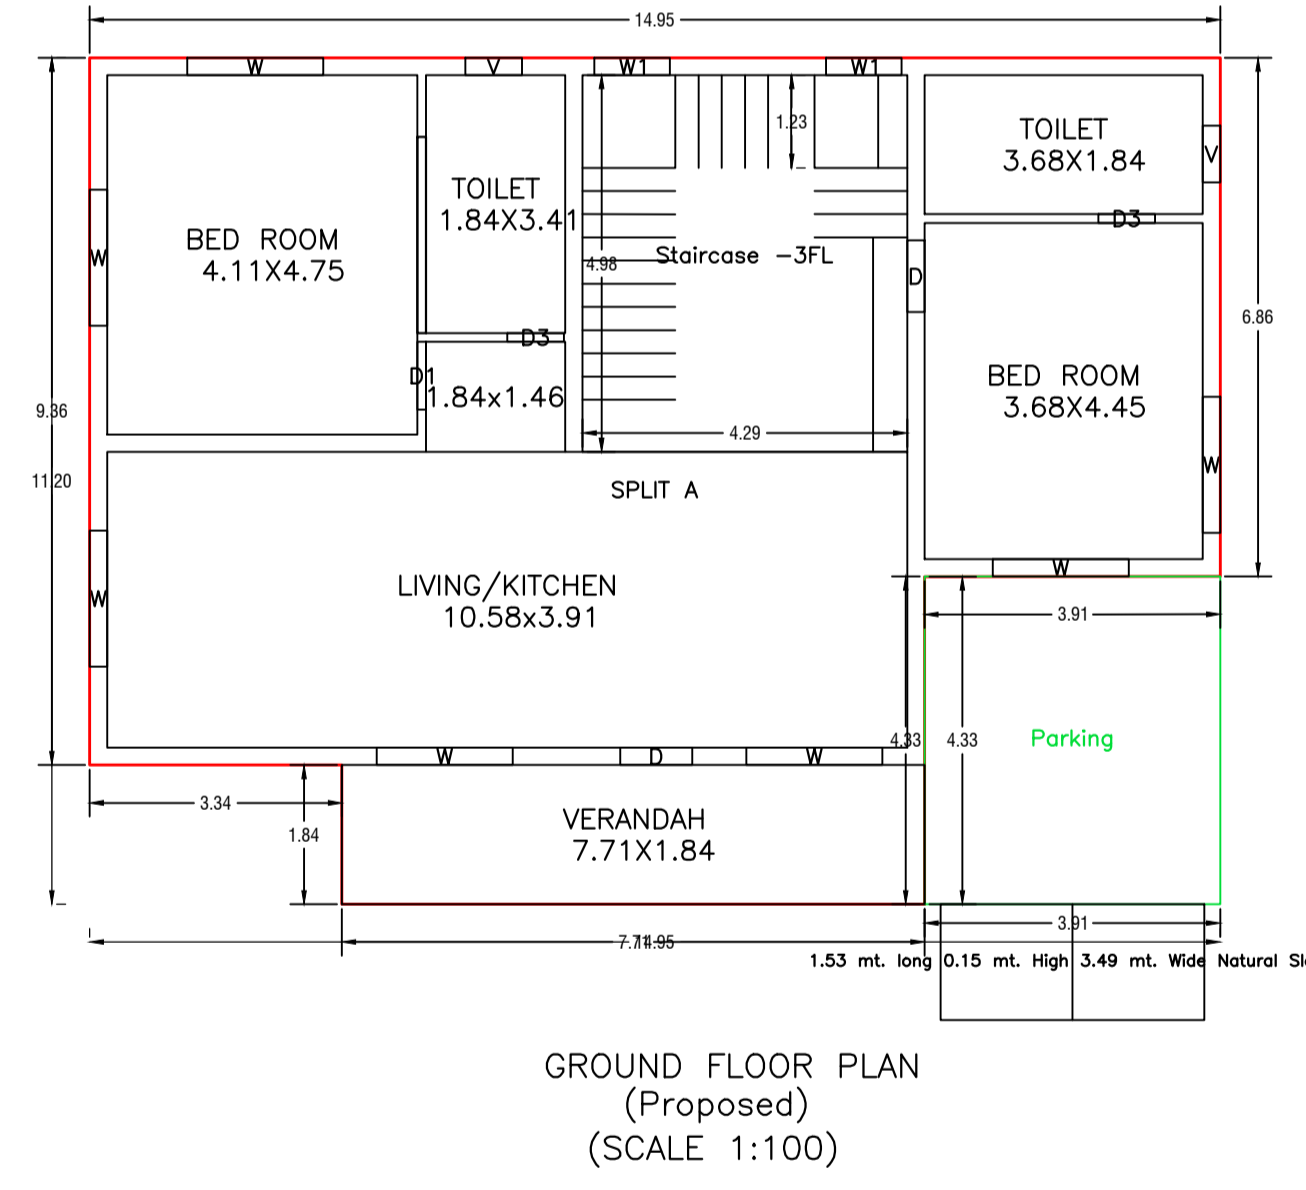 14.95
W
V
W1
W1
1.23
TOILET
3.68X1.84
V
TOILET
1.84X3.41
D3
BED ROOM
4.11X4.75
W
4.98
Staircase -3FL
D
6.86
D3
D1
1.84x1.46
BED ROOM
3.68X4.45
9.36
4.29
W
11.20
SPLIT A
W
LIVING/KITCHEN
10.58x3.91
W
3.91
4.33
4.33
Parking
W
D
W
3.34
1.84
VERANDAH
7.71X1.84
3.91
7.71
14.95
1.53 mt. long 0.15 mt. High 3.49 mt. Wide Natural
GROUND FLOOR PLAN
(Proposed)
(SCALE 1:100)